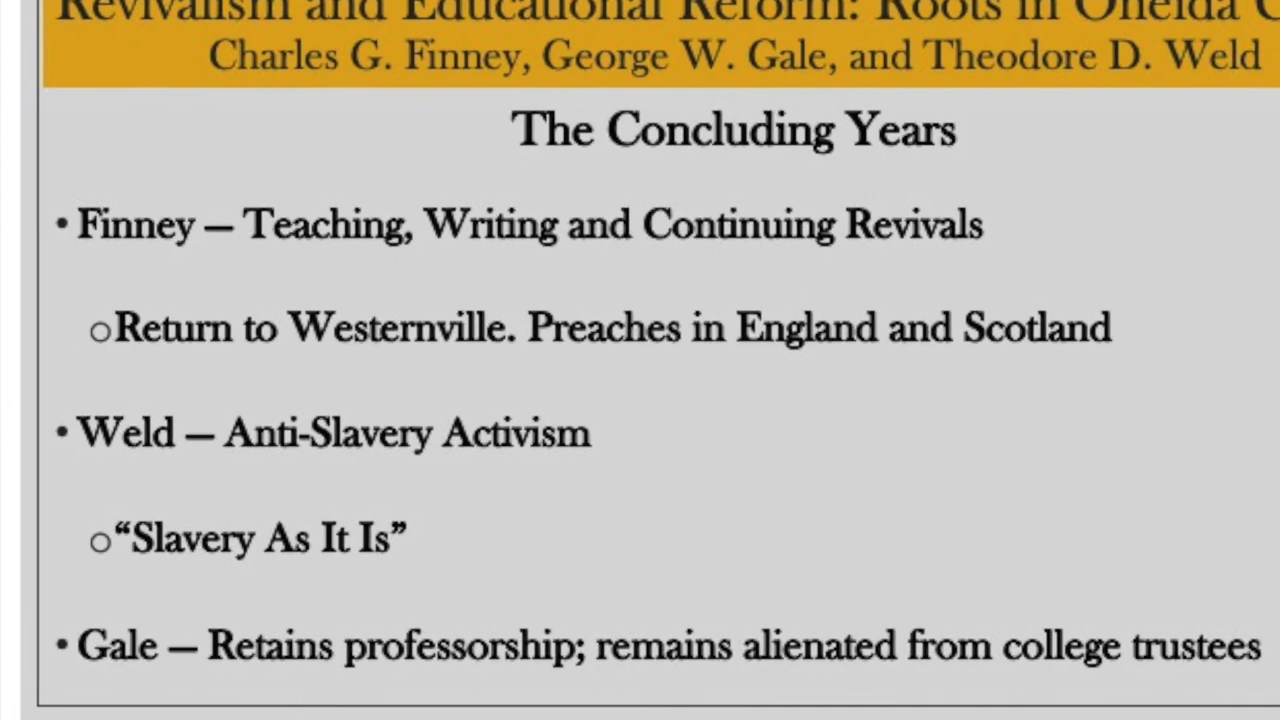 Revivalism and Educational Reform: Roots in Oneida
Charles G. Finney, George W. Gale, and Theodore D. Weld
The Concluding Years
• Finney – Teaching, Writing and Continuing Revivals
○Return to Westernville. Preaches in England and Scotland
• Weld – Anti-Slavery Activism
○“Slavery As It Is”
• Gale – Retains professorship; remains alienated from college trustees